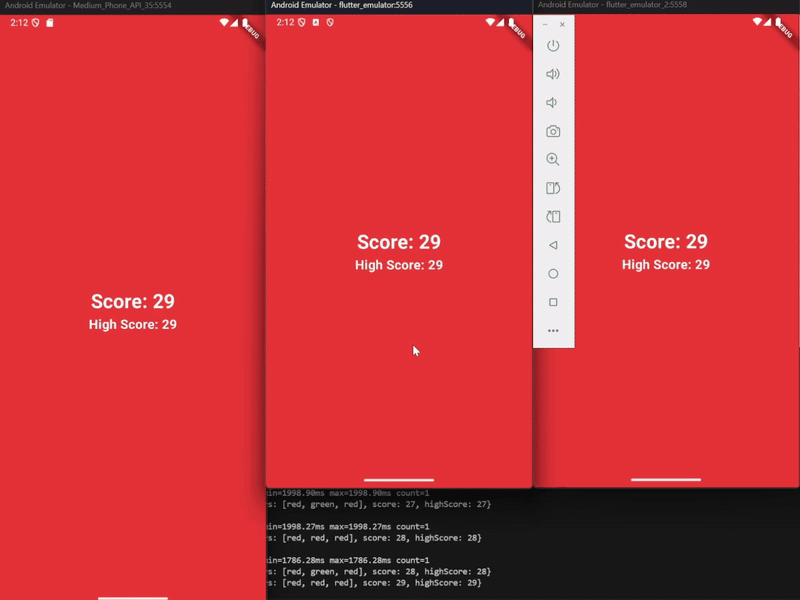 Android Emulator - Medium_Phone_API_35:5554
2:12
DEBUG
Score: 29
High Score: 29
Android Emulator - flutter_emulator:5556
2:12
DEBUG
Score: 29
High Score: 29
Android Emulator - flutter_emulator_2:5558
DEBUG
Score: 29
High Score: 29
in=1998.90ms max=1998.90ms count=1
s: [red, green, red], score: 27, highScore: 27}
in=1998.27ms max=1998.27ms count=1
s: [red, red, red], score: 28, highScore: 28}
in=1786.28ms max=1786.28ms count=1
s: [red, green, red], score: 28, highScore: 28}
s: [red, red, red], score: 29, highScore: 29}